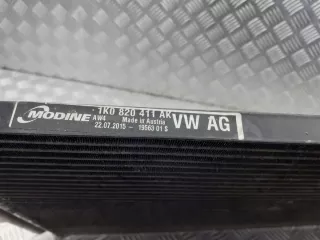 MODINE
1K0 820 411 AK
AW4 Made in Austria
22.07.2015 - 19563 01 S
VW AG